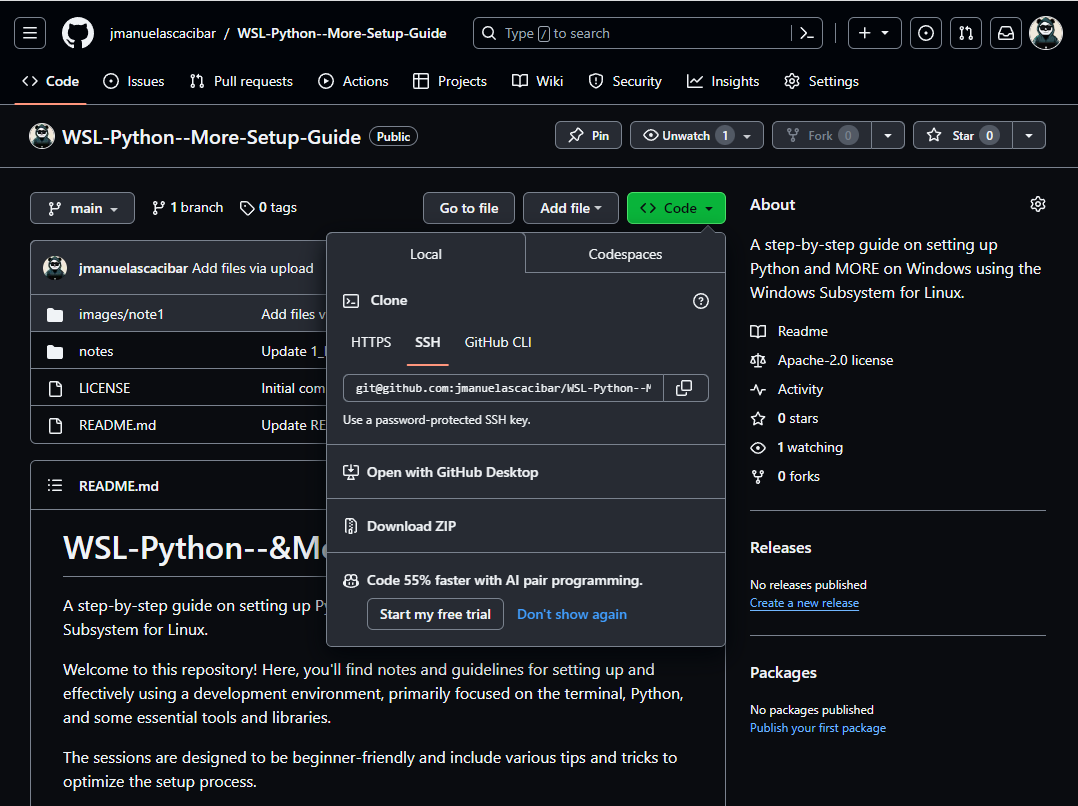 jmanuelascacibar / WSL-Python--More-Setup-Guide
Type / to search
Code Issues Pull requests Actions Projects Wiki Security Insights Settings
WSL-Python--More-Setup-Guide Public
Pin Unwatch 1 Fork 0 Star 0
main 1 branch 0 tags Go to file Add file Code
jmanuelascacibar Add files via upload
images/note1 Add files
notes Update 1_
LICENSE Initial com
README.md Update RE
README.md
WSL-Python--&Mo
A step-by-step guide on setting up Py
Subsystem for Linux.
Welcome to this repository! Here, you'll find notes and guidelines for setting up and
effectively using a development environment, primarily focused on the terminal, Python,
and some essential tools and libraries.
The sessions are designed to be beginner-friendly and include various tips and tricks to
optimize the setup process.
Local Codespaces
Clone
HTTPS SSH GitHub CLI
git@github.com:jmanuelascacibar/WSL-Python--M
Use a password-protected SSH key.
Open with GitHub Desktop
Download ZIP
Code 55% faster with AI pair programming.
Start my free trial Don't show again
About
A step-by-step guide on setting up
Python and MORE on Windows using the
Windows Subsystem for Linux.
Readme
Apache-2.0 license
Activity
0 stars
1 watching
0 forks
Releases
No releases published
Create a new release
Packages
No packages published
Publish your first package